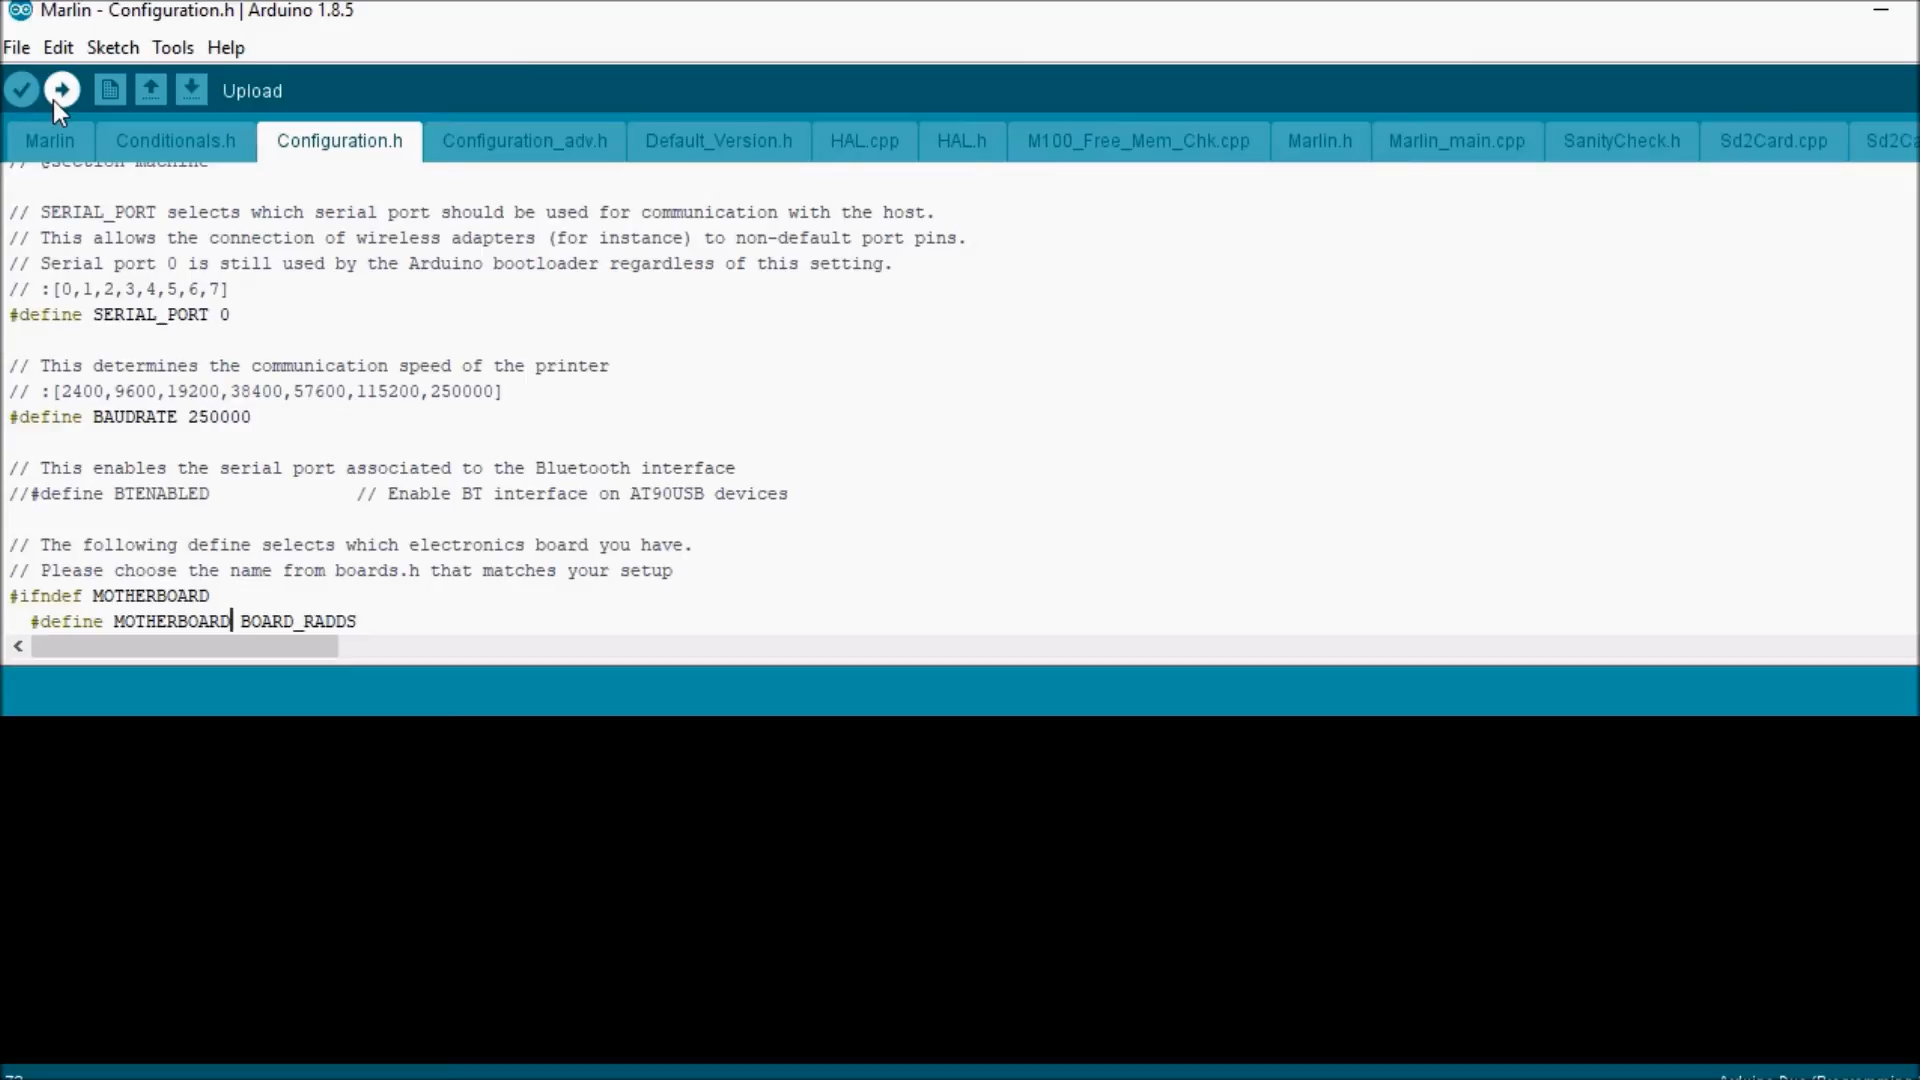 Marlin - Configuration.h | Arduino 1.8.5
File Edit Sketch Tools Help
Upload
Marlin Conditionals.h Configuration.h Configuration_adv.h Default_Version.h HAL.cpp HAL.h M100_Free_Mem_Chk.cpp Marlin.h Marlin_main.cpp SanityCheck.h Sd2Card.cpp Sd2Ca
// @section machine
// SERIAL_PORT selects which serial port should be used for communication with the host.
// This allows the connection of wireless adapters (for instance) to non-default port pins.
// Serial port 0 is still used by the Arduino bootloader regardless of this setting.
// :[0,1,2,3,4,5,6,7]
#define SERIAL_PORT 0
// This determines the communication speed of the printer
// :[2400,9600,19200,38400,57600,115200,250000]
#define BAUDRATE 250000
// This enables the serial port associated to the Bluetooth interface
//#define BTENABLED // Enable BT interface on AT90USB devices
// The following define selects which electronics board you have.
// Please choose the name from boards.h that matches your setup
#ifndef MOTHERBOARD
#define MOTHERBOARD BOARD_RADDS